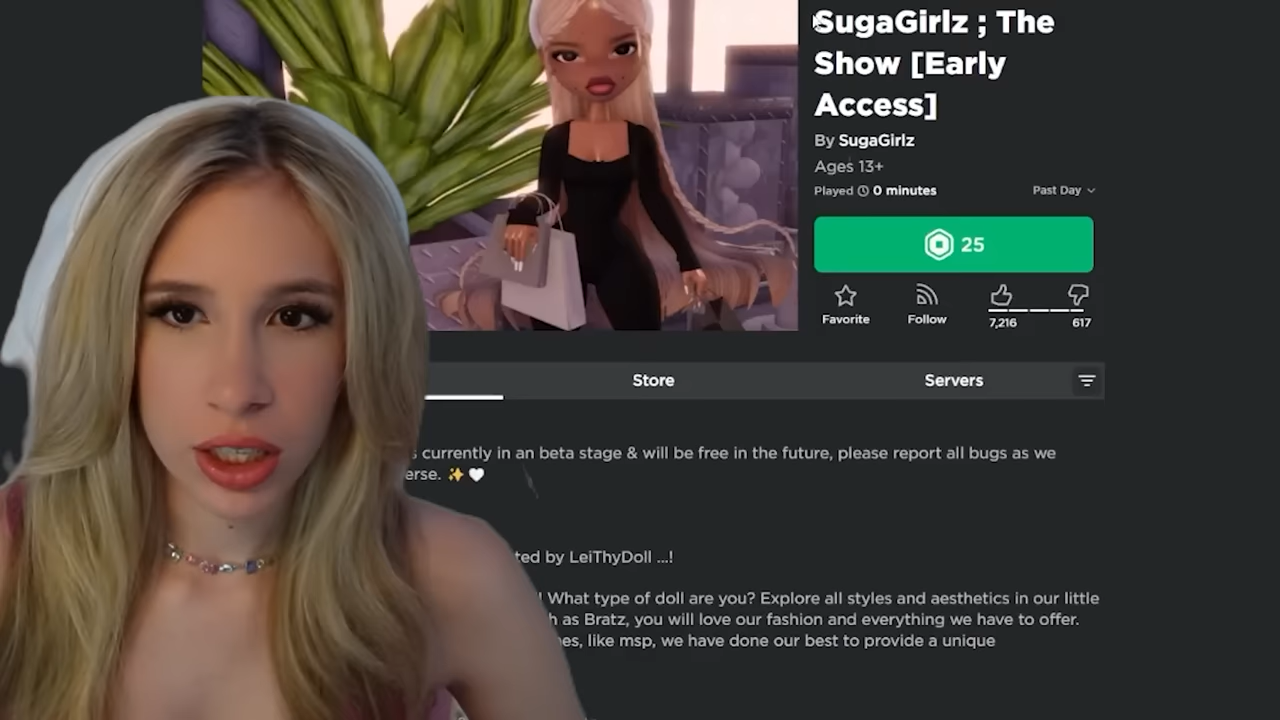 SugaGirlz ; The
Show [Early
Access]
By SugaGirlz
Ages 13+
Played 0 minutes Past Day
25
Favorite Follow 7,216 617
Store Servers
currently in an beta stage & will be free in the future, please report all bugs as we
✨🤍
by LeiThyDoll ...!
What type of doll are you? Explore all styles and aesthetics in our little
as Bratz, you will love our fashion and everything we have to offer.
like msp, we have done our best to provide a unique